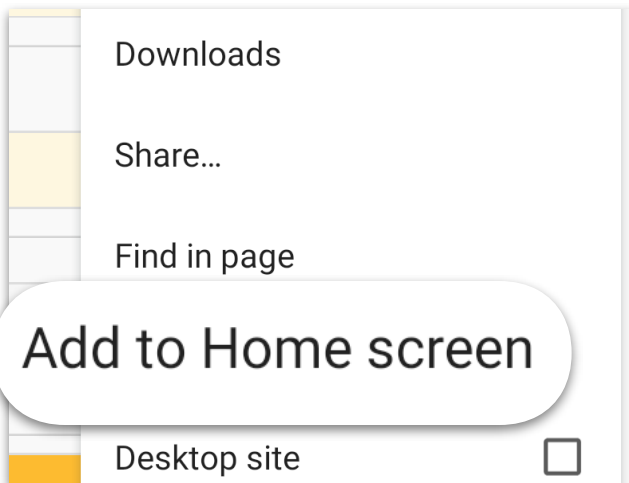 Downloads
Share...
Find in page
Add to Home screen
Desktop site